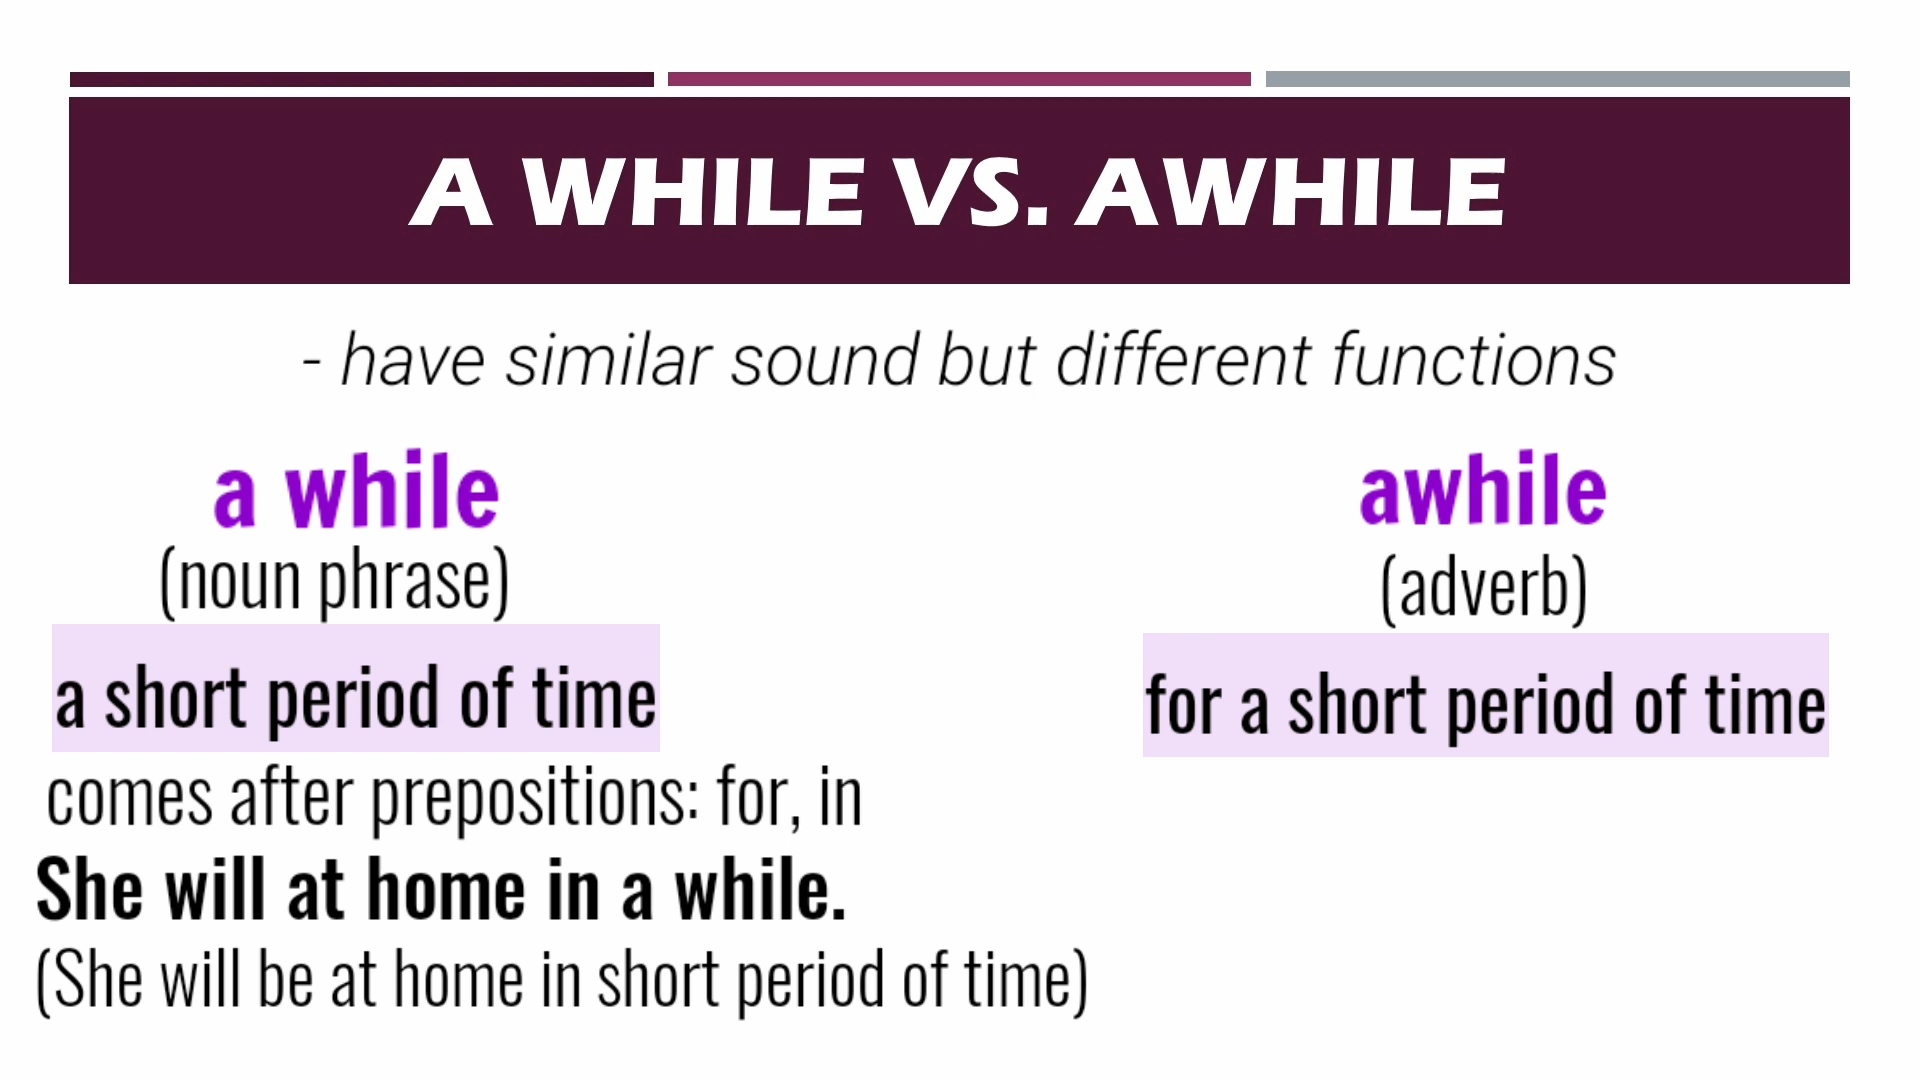 A WHILE VS. AWHILE
- have similar sound but different functions
a while
(noun phrase)
a short period of time
comes after prepositions: for, in
She will at home in a while.
(She will be at home in short period of time)
awhile
(adverb)
for a short period of time